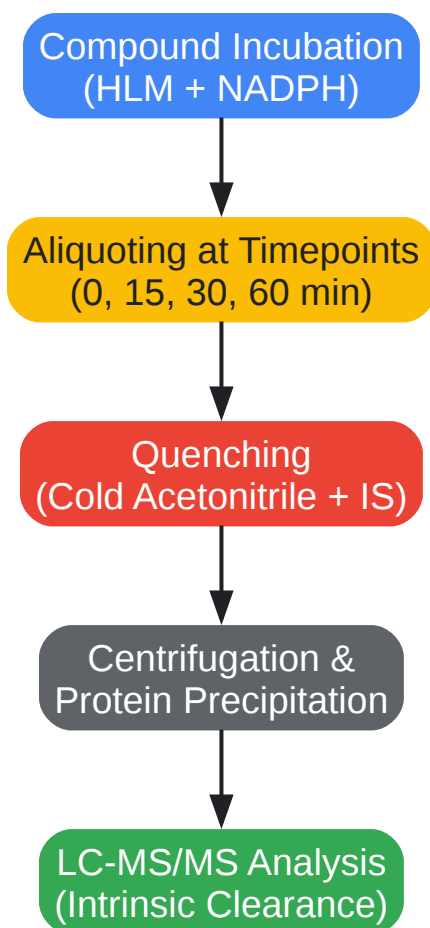 Compound Incubation
(HLM + NADPH)
Aliquoting at Timepoints
(0, 15, 30, 60 min)
Quenching
(Cold Acetonitrile + IS)
Centrifugation &
Protein Precipitation
LC-MS/MS Analysis
(Intrinsic Clearance)